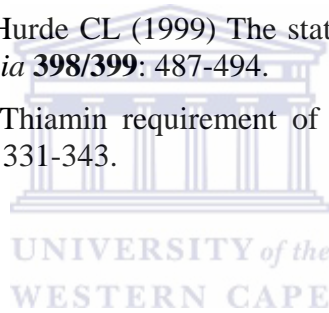 Hurde CL (1999) The stat
ia 398/399: 487-494.
Thiamin requirement of
331-343.
UNIVERSITY of the
WESTERN CAPE